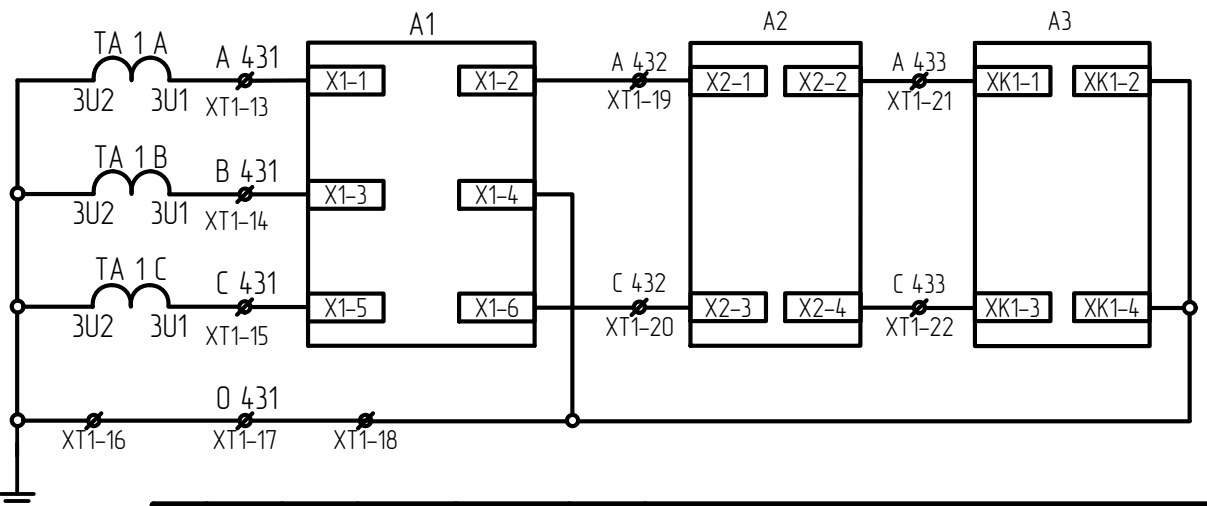 A1
A2
A3
TA 1 A
A 431
3U2
3U1
XT1-13
X1-1
X1-2
A 432
XT1-19
X2-1
X2-2
A 433
XT1-21
XK1-1
XK1-2
TA 1 B
B 431
3U2
3U1
XT1-14
X1-3
X1-4
TA 1 C
C 431
3U2
3U1
XT1-15
X1-5
X1-6
C 432
XT1-20
X2-3
X2-4
C 433
XT1-22
XK1-3
XK1-4
0 431
XT1-16
XT1-17
XT1-18